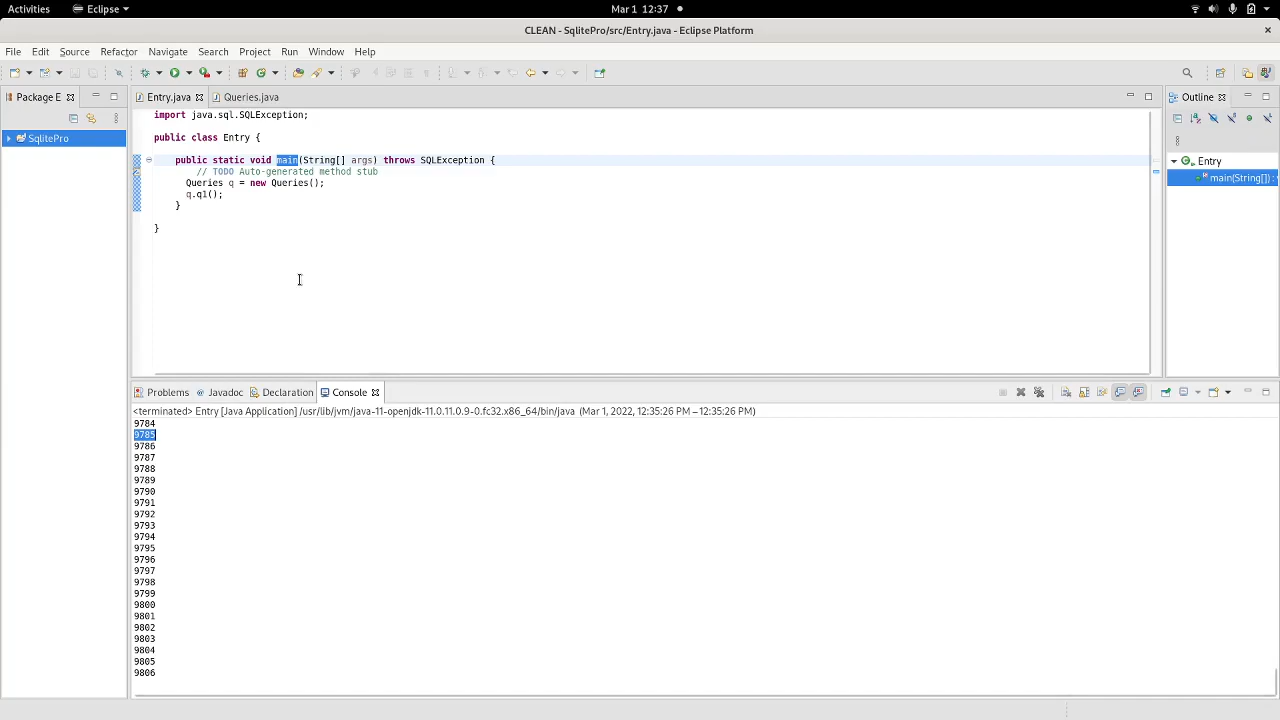 Activities
Eclipse
Mar 1 12:37
CLEAN - SqlitePro/src/Entry.java - Eclipse Platform
File Edit Source Refactor Navigate Search Project Run Window Help
Package E
Entry.java
Queries.java
Outline
SqlitePro
import java.sql.SQLException;
public class Entry {
public static void main(String[] args) throws SQLException {
// TODO Auto-generated method stub
Queries q = new Queries();
q.q1();
}
}
Entry
main(String[]) :
Problems
Javadoc
Declaration
Console
<terminated> Entry [Java Application] /usr/lib/jvm/java-11-openjdk-11.0.11.0.9-0.fc32.x86_64/bin/java (Mar 1, 2022, 12:35:26 PM – 12:35:26 PM)
9784
9785
9786
9787
9788
9789
9790
9791
9792
9793
9794
9795
9796
9797
9798
9799
9800
9801
9802
9803
9804
9805
9806